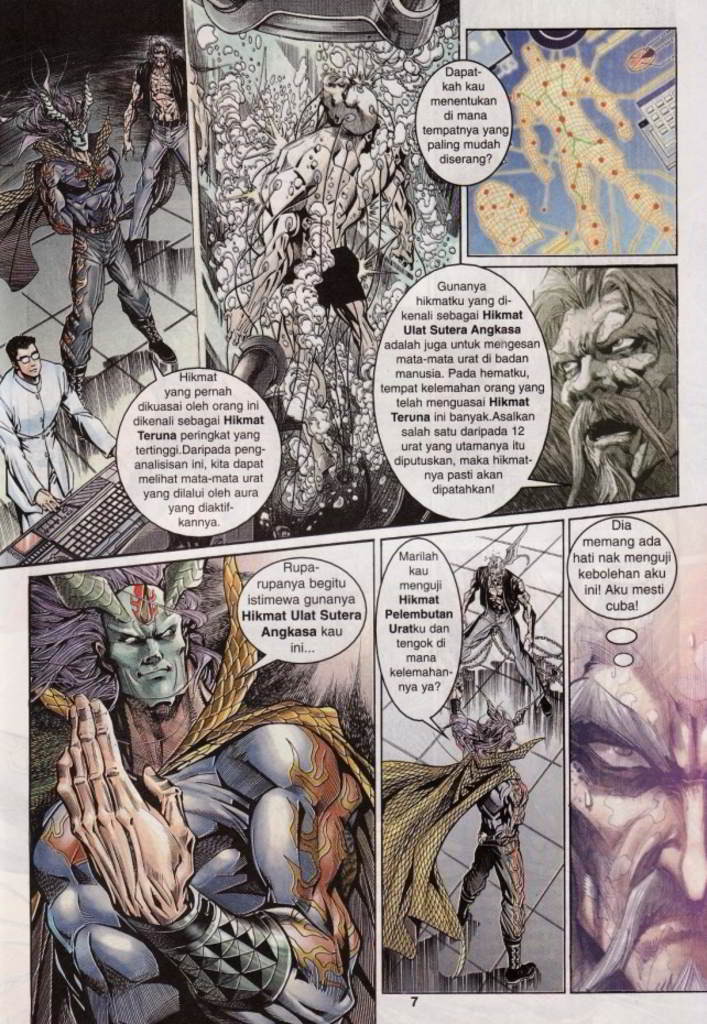 Dapat-
kah kau
menentukan
di mana
tempatnya yang
paling mudah
diserang?
Gunanya
hikmatku yang di-
kenali sebagai Hikmat
Ulat Sutera Angkasa
adalah juga untuk mengesan
mata-mata urat di badan
manusia. Pada hematku,
tempat kelemahan orang yang
telah menguasai Hikmat
Teruna ini banyak.Asalkan
salah satu daripada 12
urat yang utamanya itu
diputuskan, maka hikmat-
nya pasti akan
dipatahkan!
Hikmat
yang pernah
dikuasai oleh orang ini
dikenali sebagai Hikmat
Teruna peringkat yang
tertinggi.Daripada peng-
analisisan ini, kita dapat
melihat mata-mata urat
yang dilalui oleh aura
yang diaktif-
kannya.
Rupa-
rupanya begitu
istimewa gunanya
Hikmat Ulat Sutera
Angkasa kau
ini...
Marilah
kau
menguji
Hikmat
Pelembutan
Uratku dan
tengok di
mana
kelemahan-
nya ya?
Dia
memang ada
hati nak menguji
kebolehan aku
ini! Aku mesti
cuba!
7